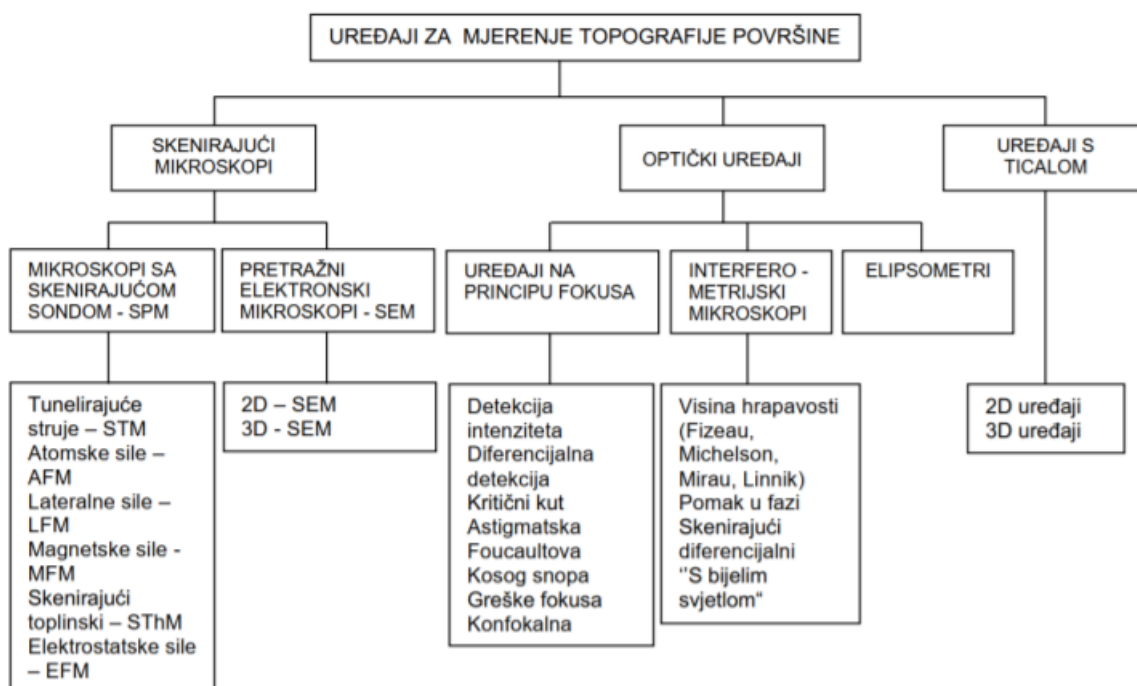 UREĐAJI ZA MJERENJE TOPOGRAFIJE POVRŠINE
SKENIRAJUĆI
MIKROSKOPI
OPTIČKI UREĐAJI
UREĐAJI S
TICALOM
MIKROSKOPI SA
SKENIRAJUĆOM
SONDOM - SPM
PRETRAŽNI
ELEKTRONSKI
MIKROSKOPI - SEM
UREĐAJI NA
PRINCIPU FOKUSA
INTERFERO -
METRIJSKI
MIKROSKOPI
ELIPSOMETRI
Tunelirajuće
struje – STM
Atomske sile –
AFM
Lateralne sile –
LFM
Magnetske sile -
MFM
Skenirajući
toplinski – SThM
Elektrostatske sile
– EFM
2D – SEM
3D - SEM
Detekcija
intenziteta
Diferencijalna
detekcija
Kritični kut
Astigmatska
Foucaultova
Kosog snopa
Greške fokusa
Konfokalna
Visina hrapavosti
(Fizeau,
Michelson,
Mirau, Linnik)
Pomak u fazi
Skenirajući
diferencijalni
‘’S bijelim
svjetlom“
2D uređaji
3D uređaji